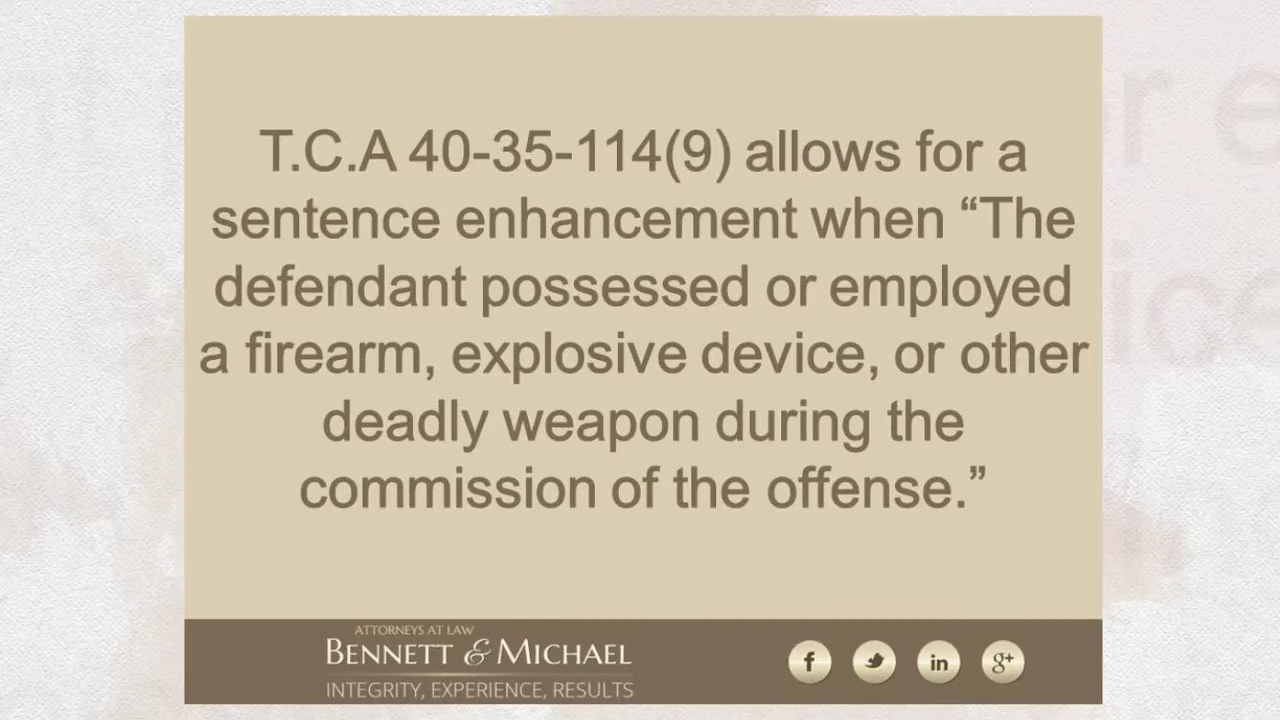 T.C.A 40-35-114(9) allows for a
sentence enhancement when “The
defendant possessed or employed
a firearm, explosive device, or other
deadly weapon during the
commission of the offense.”
ATTORNEYS AT LAW
BENNETT & MICHAEL
INTEGRITY, EXPERIENCE, RESULTS
f
in
g+